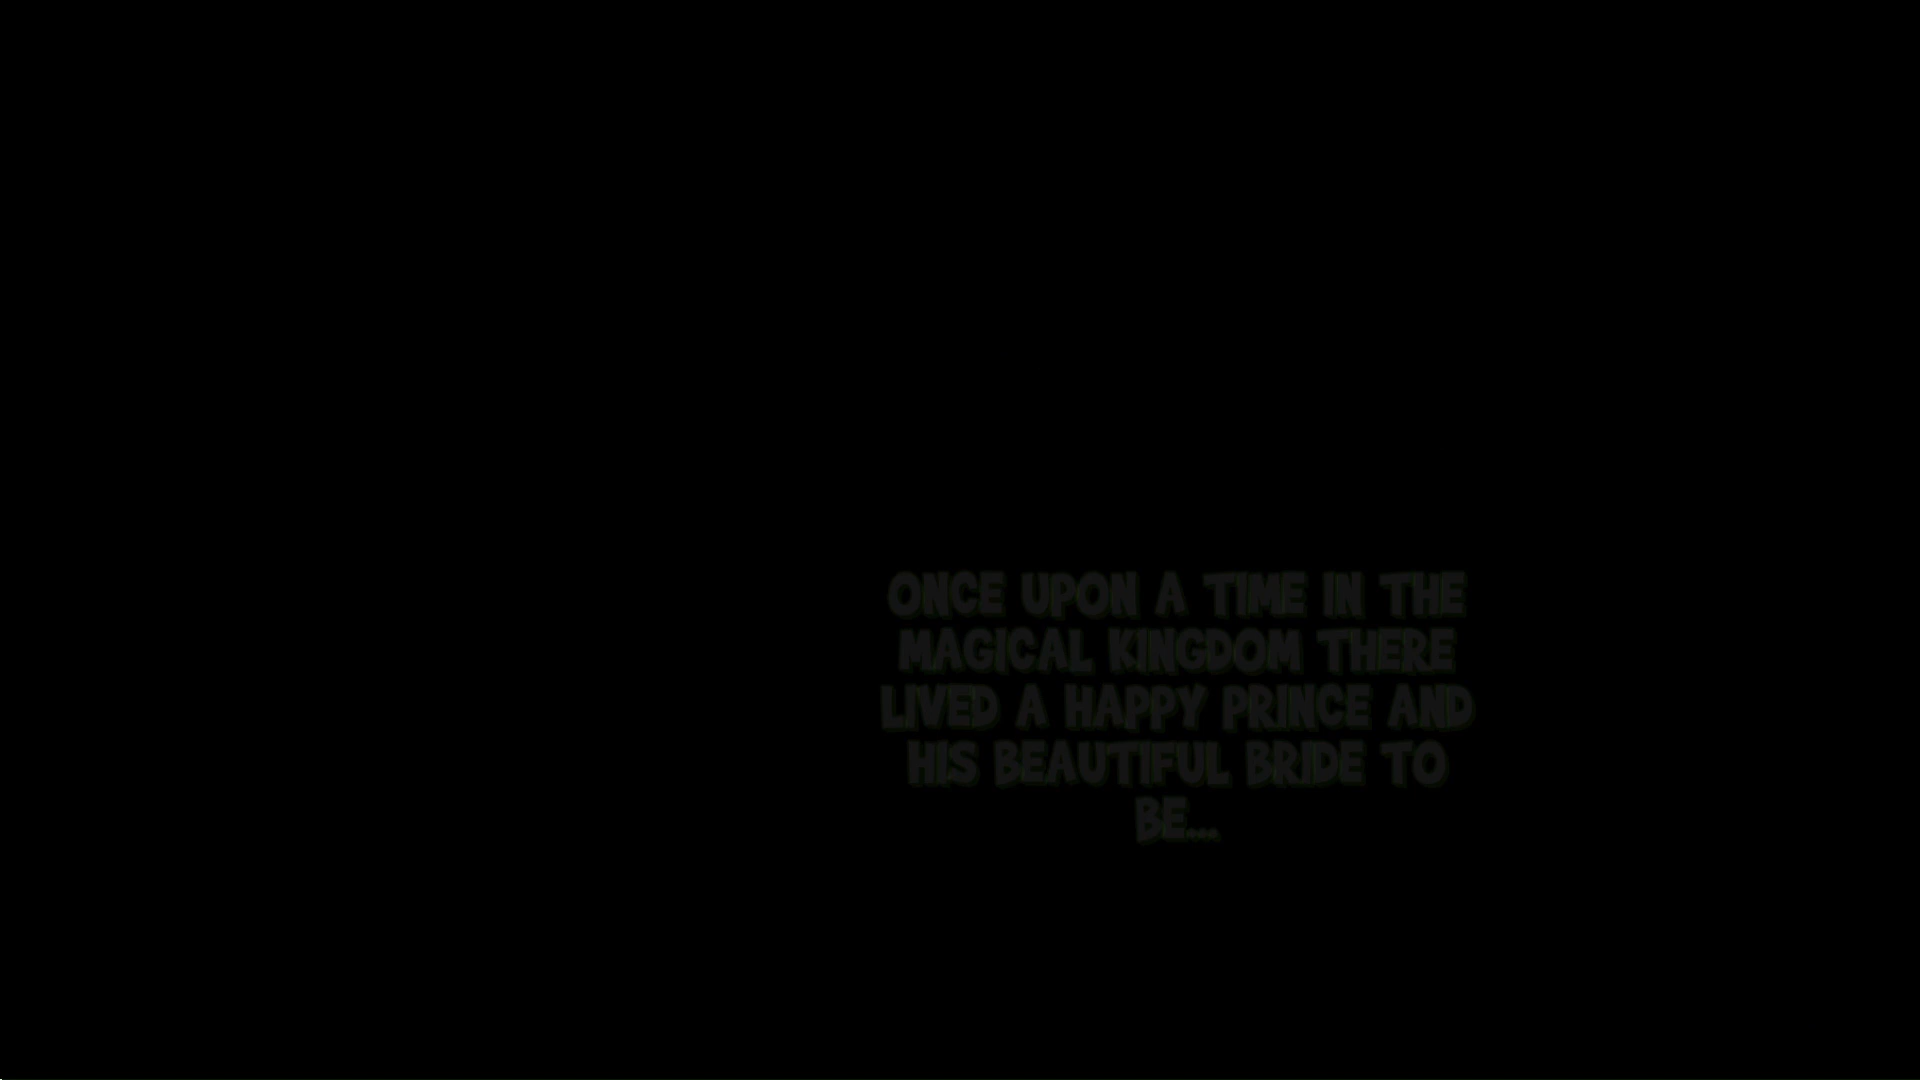 ONCE UPON A TIME IN THE
MAGICAL KINGDOM THERE
LIVED A HAPPY PRINCE AND
HIS BEAUTIFUL BRIDE TO
BE...